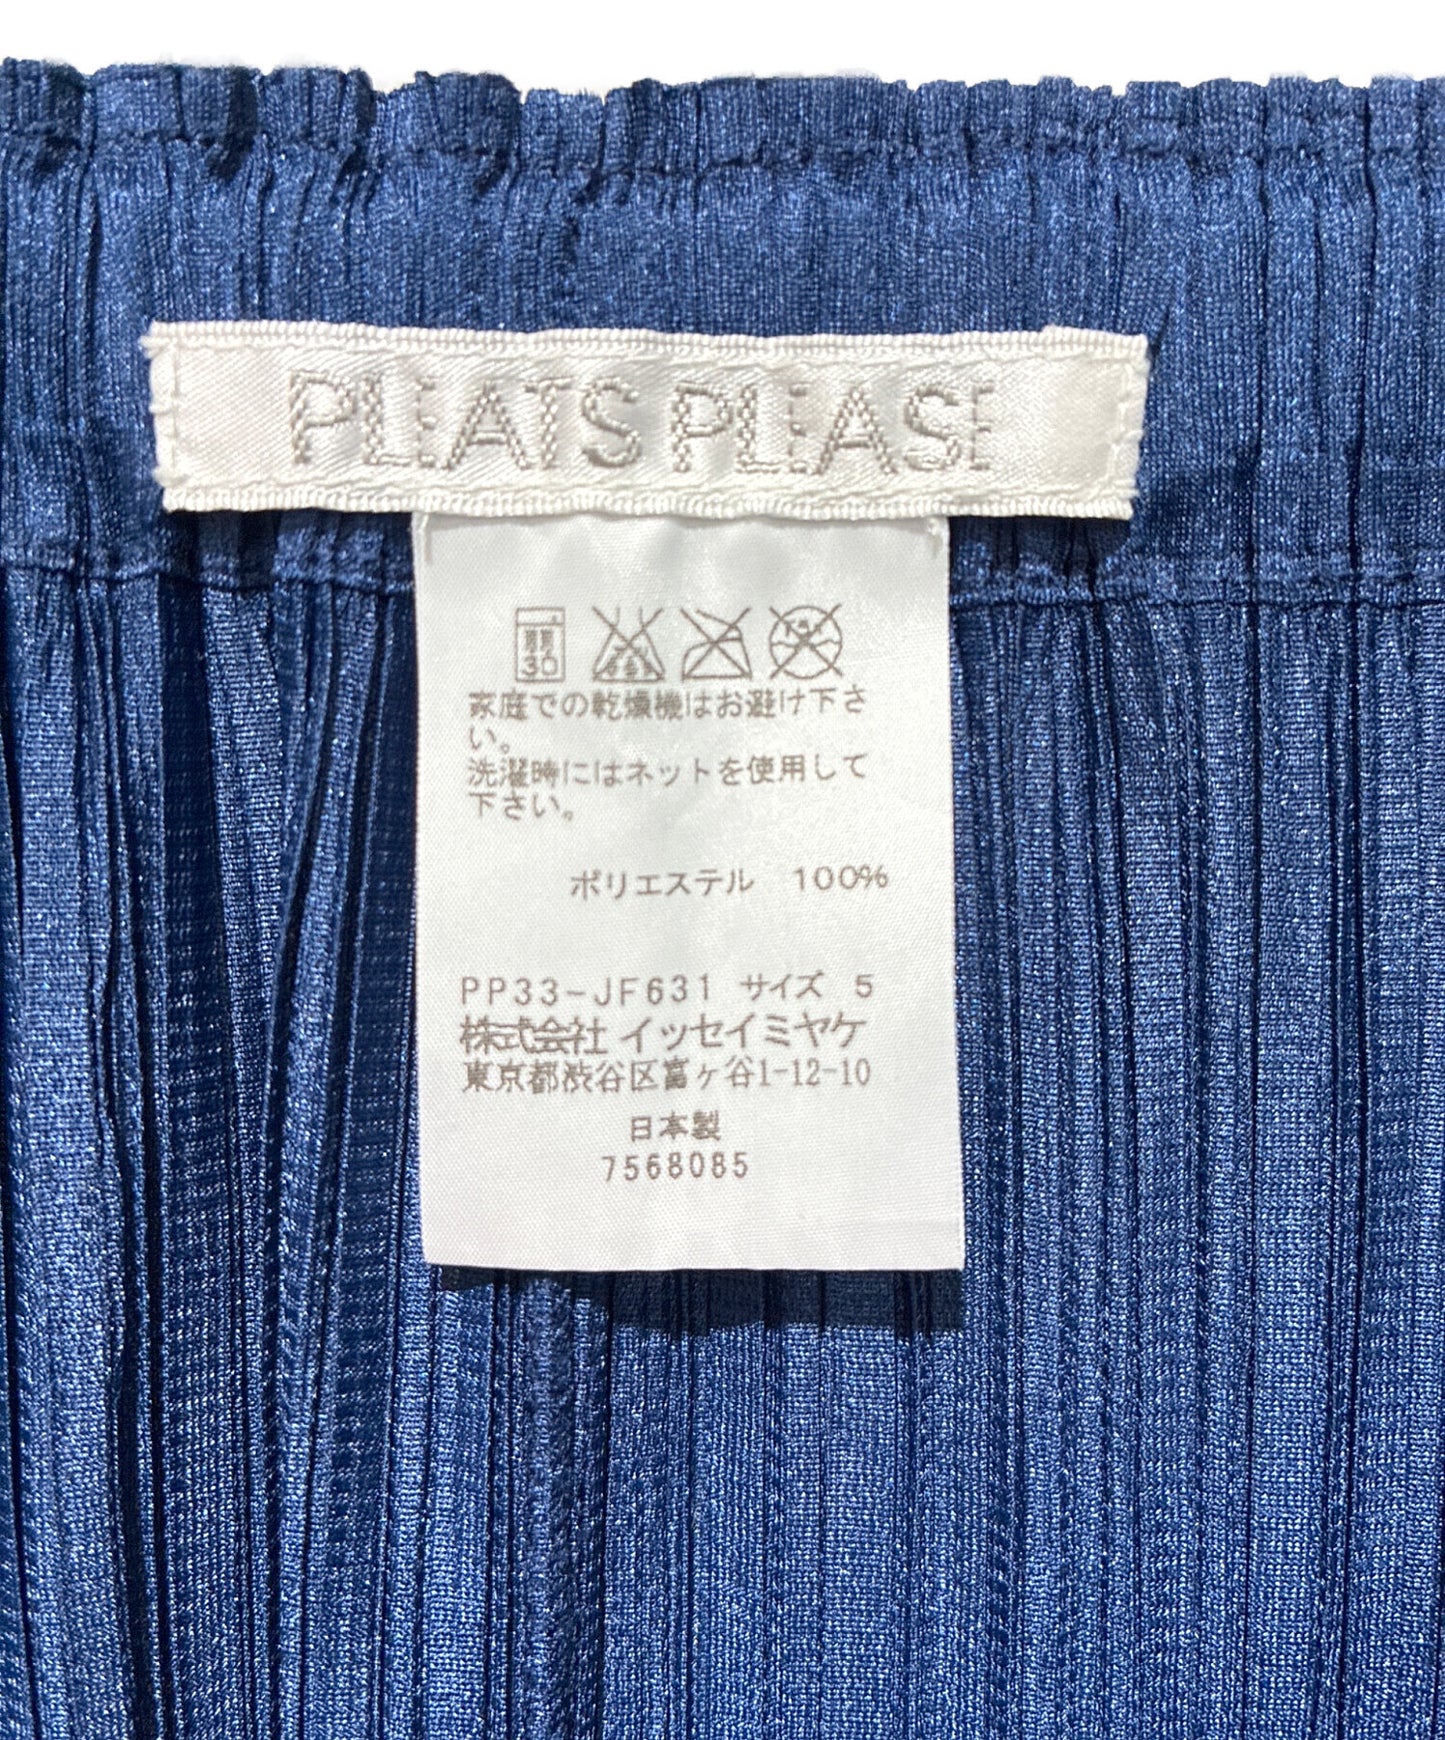 PLEATS PLEASE
30
家庭での乾燥機はお避け下さ
い。
洗濯時にはネットを使用して
下さい。
ポリエステル 100%
PP33-JF631 サイズ 5
株式会社 イッセイミヤケ
東京都渋谷区富ヶ谷1-12-10
日本製
7568085